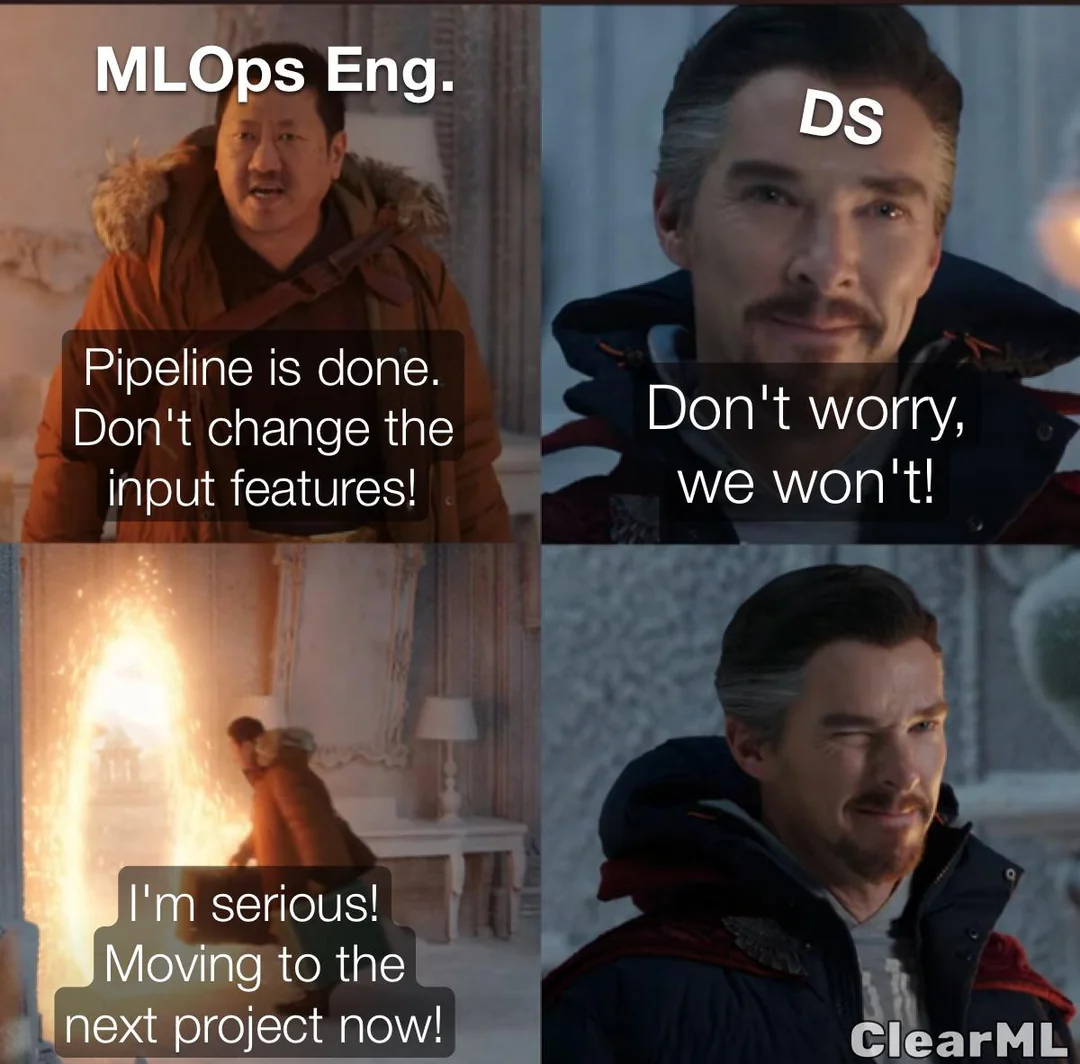 MLOps Eng.
DS
Pipeline is done.
Don't change the
input features!
Don't worry,
we won't!
I'm serious!
Moving to the
next project now!
ClearML